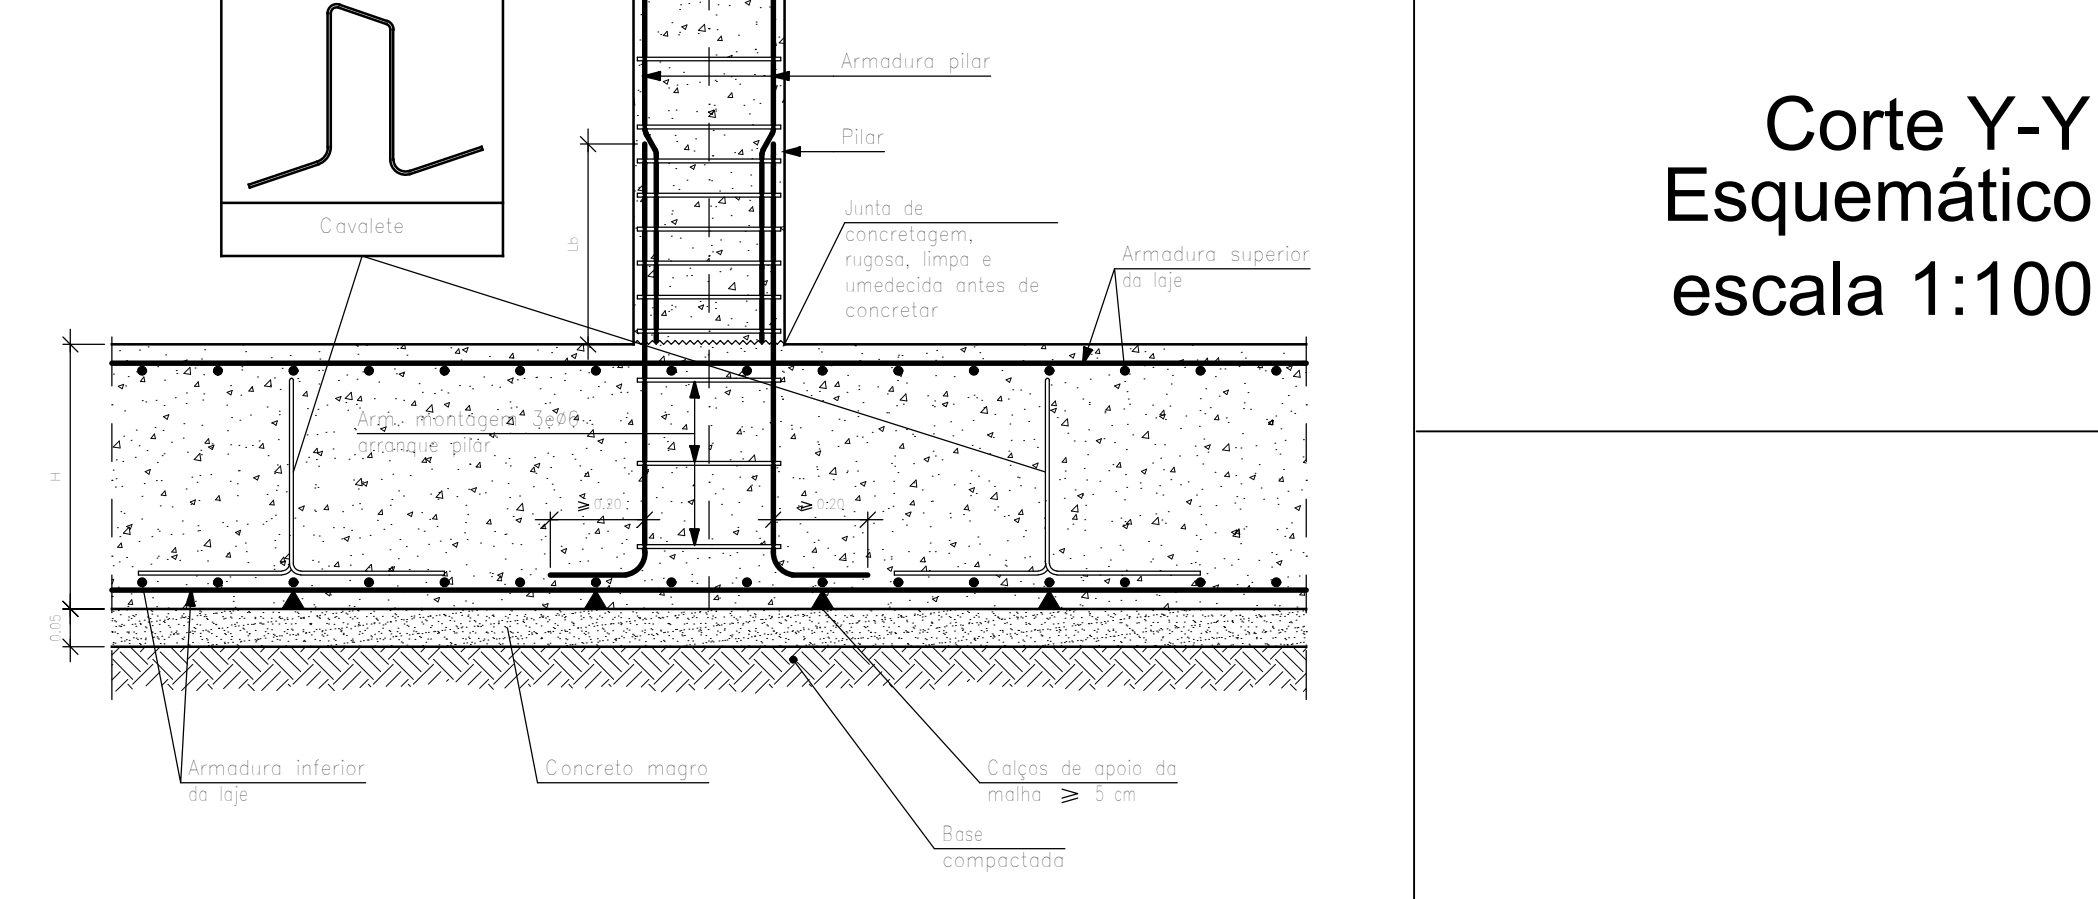 Armadura pilar
Pilar
Junta de
concretagem,
rugosa, limpa e
umedecida antes de
concretar
Armadura superior
da laje
Cavalete
Lb
Corte Y-Y
Esquemático
escala 1:100
H
Arm. montagem 3eø6
arranque pilar
≥ 0.20
≥ 0.20
0.05
Armadura inferior
da laje
Concreto magro
Calços de apoio da
malha ≥ 5 cm
Base
compactada